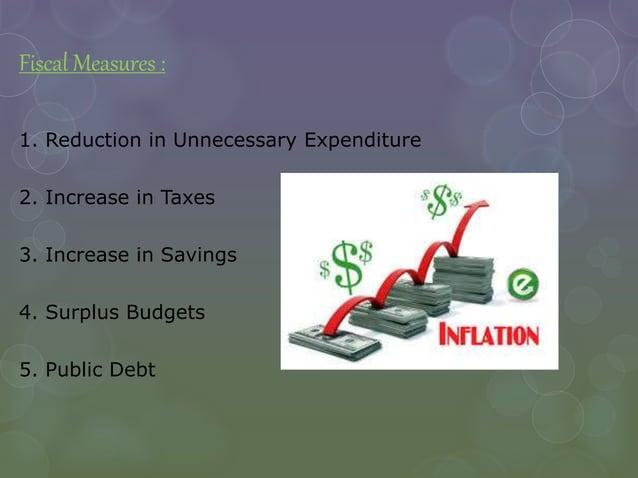 Fiscal Measures :
1. Reduction in Unnecessary Expenditure
2. Increase in Taxes
3. Increase in Savings
4. Surplus Budgets
5. Public Debt
$ $ $
$ $ $
e
INFLATION